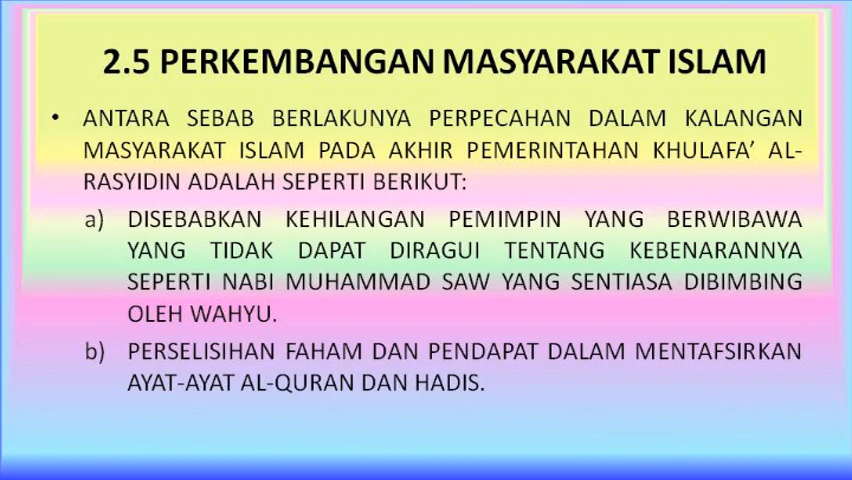 2.5 PERKEMBANGAN MASYARAKAT ISLAM
• ANTARA SEBAB BERLAKUNYA PERPECAHAN DALAM KALANGAN
MASYARAKAT ISLAM PADA AKHIR PEMERINTAHAN KHULAFA’ AL-
RASYIDIN ADALAH SEPERTI BERIKUT:
a) DISEBABKAN KEHILANGAN PEMIMPIN YANG BERWIBAWA
YANG TIDAK DAPAT DIRAGUI TENTANG KEBENARANNYA
SEPERTI NABI MUHAMMAD SAW YANG SENTIASA DIBIMBING
OLEH WAHYU.
b) PERSELISIHAN FAHAM DAN PENDAPAT DALAM MENTAFSIRKAN
AYAT-AYAT AL-QURAN DAN HADIS.